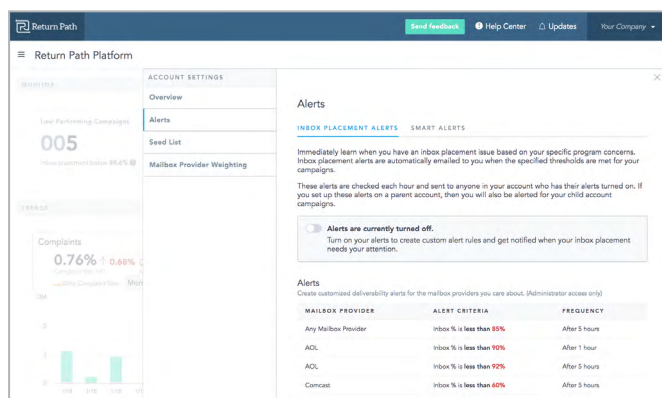 Return Path
Send feedback
Help Center
Updates
Your Company
Return Path Platform
ACCOUNT SETTINGS
Overview
Alerts
Seed List
Mailbox Provider Weighting
Low Performing Campaigns
005
Complaints
0.76% ↑ 0.68%
Alerts
INBOX PLACEMENT ALERTS SMART ALERTS
Immediately learn when you have an inbox placement issue based on your specific program concerns.
Inbox placement alerts are automatically emailed to you when the specified thresholds are met for your
campaigns.
These alerts are checked each hour and sent to anyone in your account who has their alerts turned on. If
you set up these alerts on a parent account, then you will also be alerted for your child account
campaigns.
Alerts are currently turned off.
Turn on your alerts to create custom alert rules and get notified when your inbox placement
needs your attention.
Alerts
Create customized deliverability alerts for the mailbox providers you care about. (Administrator access only)
MAILBOX PROVIDER ALERT CRITERIA FREQUENCY
Any Mailbox Provider Inbox % is less than 85% After 5 hours
AOL Inbox % is less than 90% After 1 hour
AOL Inbox % is less than 92% After 5 hours
Comcast Inbox % is less than 60% After 5 hours